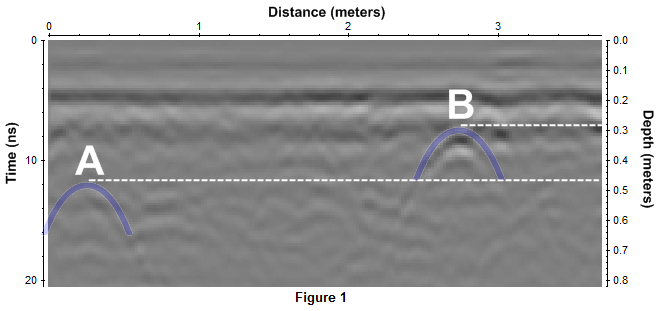 Distance (meters)
0 1 2 3
Time (ns)
0
10
20
A
B
0.0
0.1
0.2
0.3
0.4
0.5
0.6
0.7
0.8
Depth (meters)
Figure 1